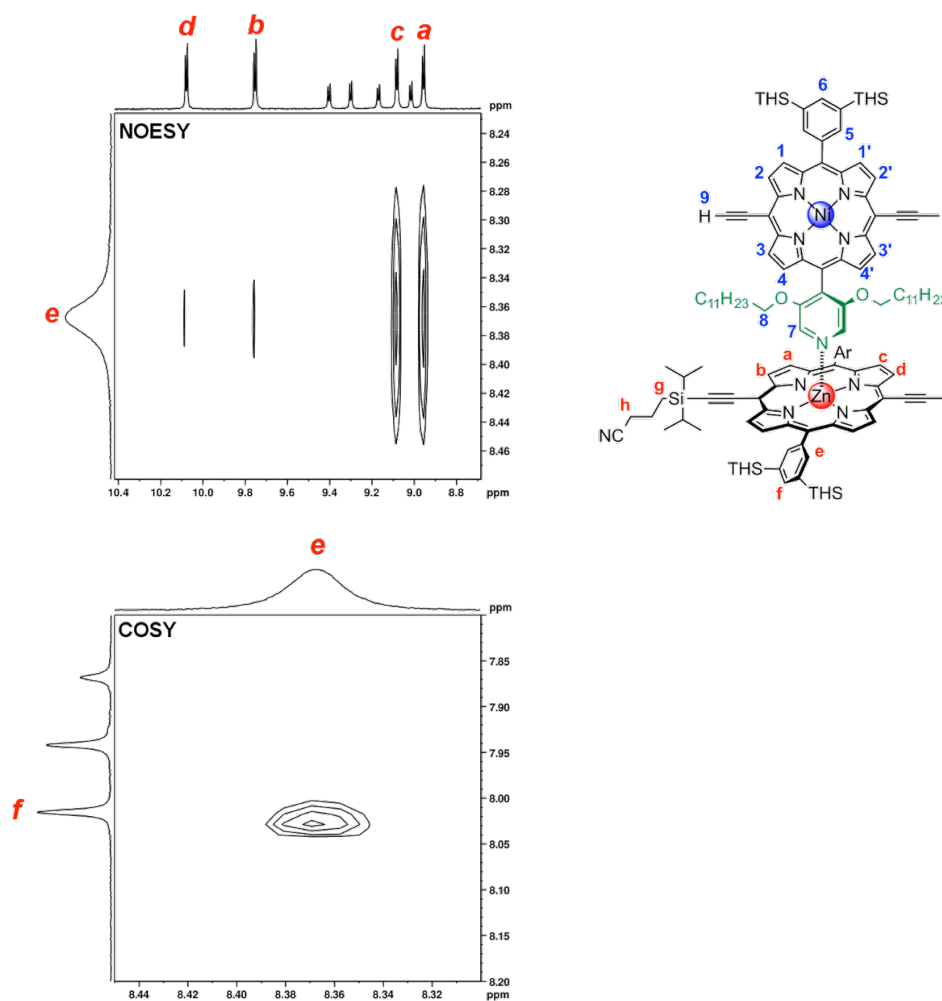 d b c a
ppm
NOESY
8.24
8.26
8.28
8.30
8.32
8.34
e
8.36
8.38
8.40
8.42
8.44
8.46
10.4 10.2 10.0 9.8 9.6 9.4 9.2 9.0 8.8 ppm
e
ppm
COSY
7.85
7.90
7.95
f
8.00
8.05
8.10
8.15
8.20
8.44 8.42 8.40 8.38 8.36 8.34 8.32 ppm
6
THS THS
5
1 1'
2 2'
N N
9
H Ni
N N
3 3'
4 4'
C11H23 O O C11H23
8 7
N Ar
a c
b d
N N
g
Si Zn
h
N N
NC
e
THS
f THS